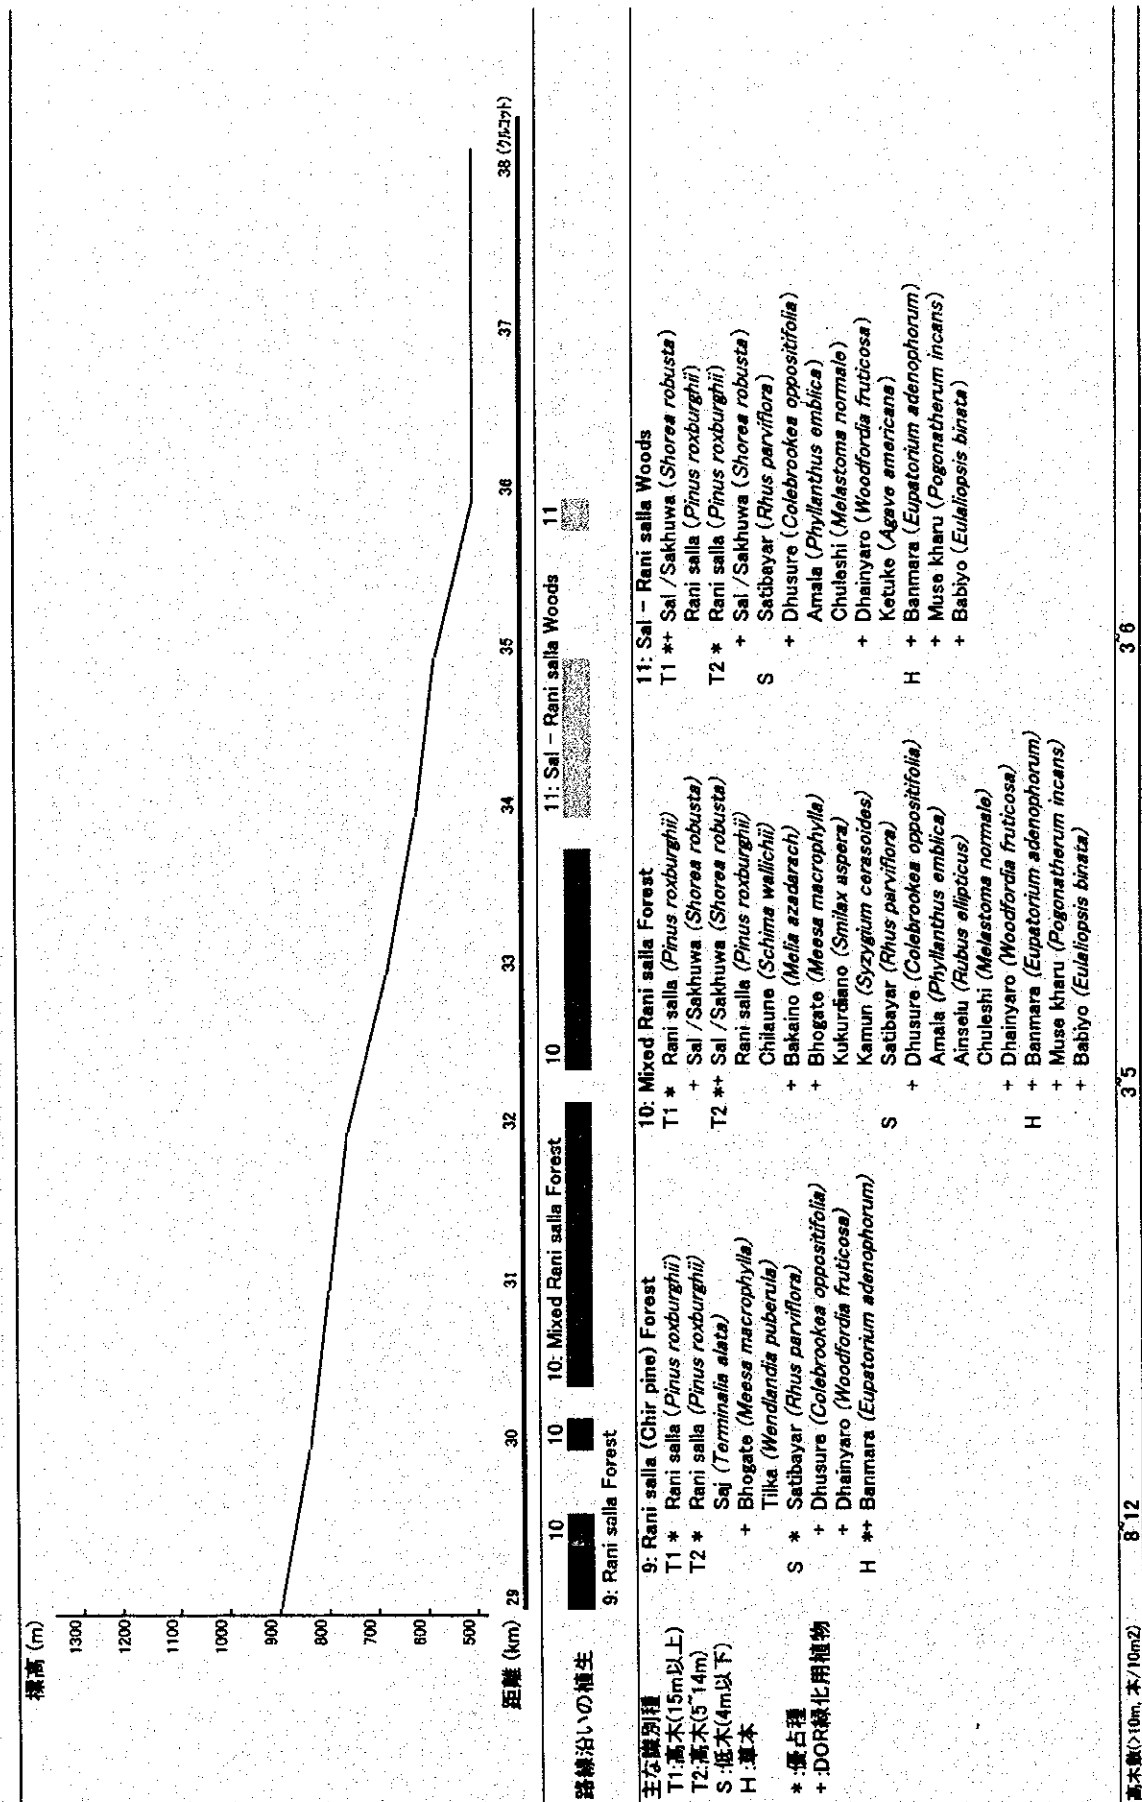 標高 (m)
1300
1200
1100
1000
900
800
700
600
500
距離 (km) 29 30 31 32 33 34 35 36 37 38 (クルコット)
路線沿いの植生
10 10 10: Mixed Rani salla Forest 10 11: Sal - Rani salla Woods 11
9: Rani salla Forest
主な識別種
T1:高木(15m以上)
T2:高木(5~14m)
S :低木(4m以下)
H :草本
* :優占種
+ :DOR緑化用植物
9: Rani salla (Chir pine) Forest
T1 * Rani salla (Pinus roxburghii)
T2 * Rani salla (Pinus roxburghii)
Saj (Terminalia alata)
+ Bhogate (Meesa macrophylla)
Tilka (Wendlandia puberula)
S * Satibayar (Rhus parviflora)
+ Dhusure (Colebrookea oppositifolia)
+ Dhainyaro (Woodfordia fruticosa)
H *+ Banmara (Eupatorium adenophorum)
10: Mixed Rani salla Forest
T1 * Rani salla (Pinus roxburghii)
+ Sal /Sakhuwa (Shorea robusta)
T2 *+ Sal /Sakhuwa (Shorea robusta)
Rani salla (Pinus roxburghii)
Chilaune (Schima wallichii)
+ Bakaino (Melia azadarach)
+ Bhogate (Meesa macrophylla)
Kukurdiano (Smilax aspera)
Kamun (Syzygium cerasoides)
S Satibayar (Rhus parviflora)
+ Dhusure (Colebrookea oppositifolia)
Amala (Phyllanthus emblica)
Ainselu (Rubus ellipticus)
Chuleshi (Melastoma normale)
+ Dhainyaro (Woodfordia fruticosa)
H + Banmara (Eupatorium adenophorum)
+ Muse kharu (Pogonatherum incans)
+ Babiyo (Eulaliopsis binata)
11: Sal - Rani salla Woods
T1 *+ Sal /Sakhuwa (Shorea robusta)
Rani salla (Pinus roxburghii)
T2 * Rani salla (Pinus roxburghii)
+ Sal /Sakhuwa (Shorea robusta)
S Satibayar (Rhus parviflora)
+ Dhusure (Colebrookea oppositifolia)
Amala (Phyllanthus emblica)
Chuleshi (Melastoma normale)
+ Dhainyaro (Woodfordia fruticosa)
Ketuke (Agave americana)
H + Banmara (Eupatorium adenophorum)
+ Muse kharu (Pogonatherum incans)
+ Babiyo (Eulaliopsis binata)
高木数(>10m, 本/10m2) 8~12 3~5 3~6